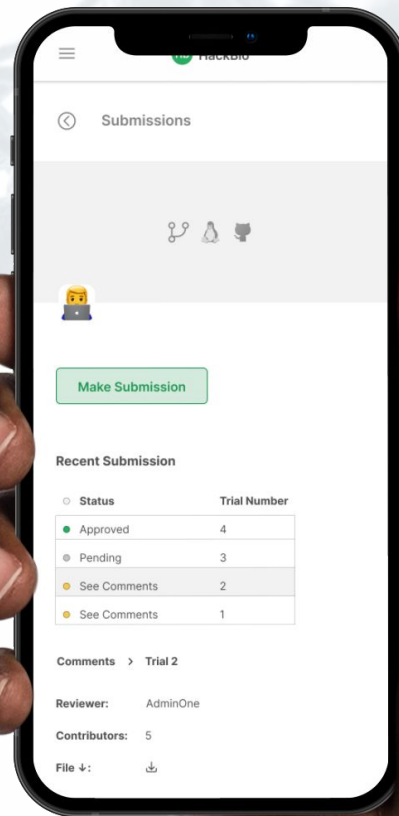 HackBio
Submissions
Make Submission
Recent Submission
Status Trial Number
Approved 4
Pending 3
See Comments 2
See Comments 1
Comments > Trial 2
Reviewer: AdminOne
Contributors: 5
File ↓: